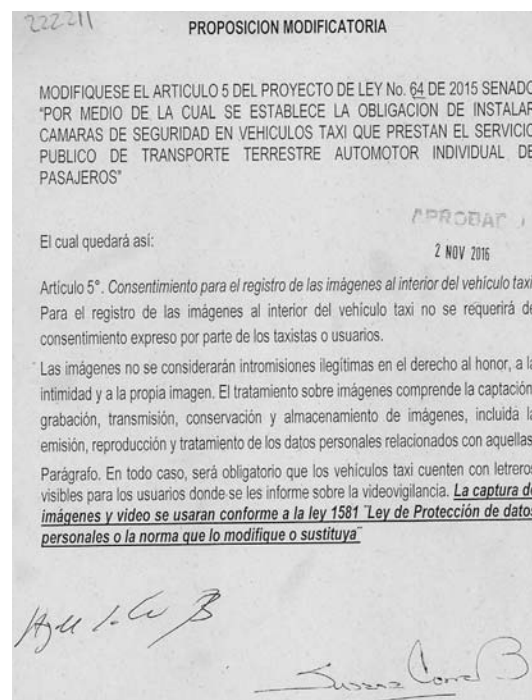 222211
PROPOSICION MODIFICATORIA
MODIFIQUESE EL ARTICULO 5 DEL PROYECTO DE LEY No. 64 DE 2015 SENADO
"POR MEDIO DE LA CUAL SE ESTABLECE LA OBLIGACION DE INSTALAR
CAMARAS DE SEGURIDAD EN VEHICULOS TAXI QUE PRESTAN EL SERVICIO
PUBLICO DE TRANSPORTE TERRESTRE AUTOMOTOR INDIVIDUAL DE
PASAJEROS"
APROBAD
El cual quedará así:
2 NOV 2016
Artículo 5°. Consentimiento para el registro de las imágenes al interior del vehículo taxi.
Para el registro de las imágenes al interior del vehículo taxi no se requerirá de
consentimiento expreso por parte de los taxistas o usuarios.
Las imágenes no se considerarán intromisiones ilegítimas en el derecho al honor, a la
intimidad y a la propia imagen. El tratamiento sobre imágenes comprende la captación,
grabación, transmisión, conservación y almacenamiento de imágenes, incluida la
emisión, reproducción y tratamiento de los datos personales relacionados con aquellas.
Parágrafo. En todo caso, será obligatorio que los vehículos taxi cuenten con letreros
visibles para los usuarios donde se les informe sobre la videovigilancia. La captura de
imágenes y video se usaran conforme a la ley 1581 "Ley de Protección de datos
personales o la norma que lo modifique o sustituya"